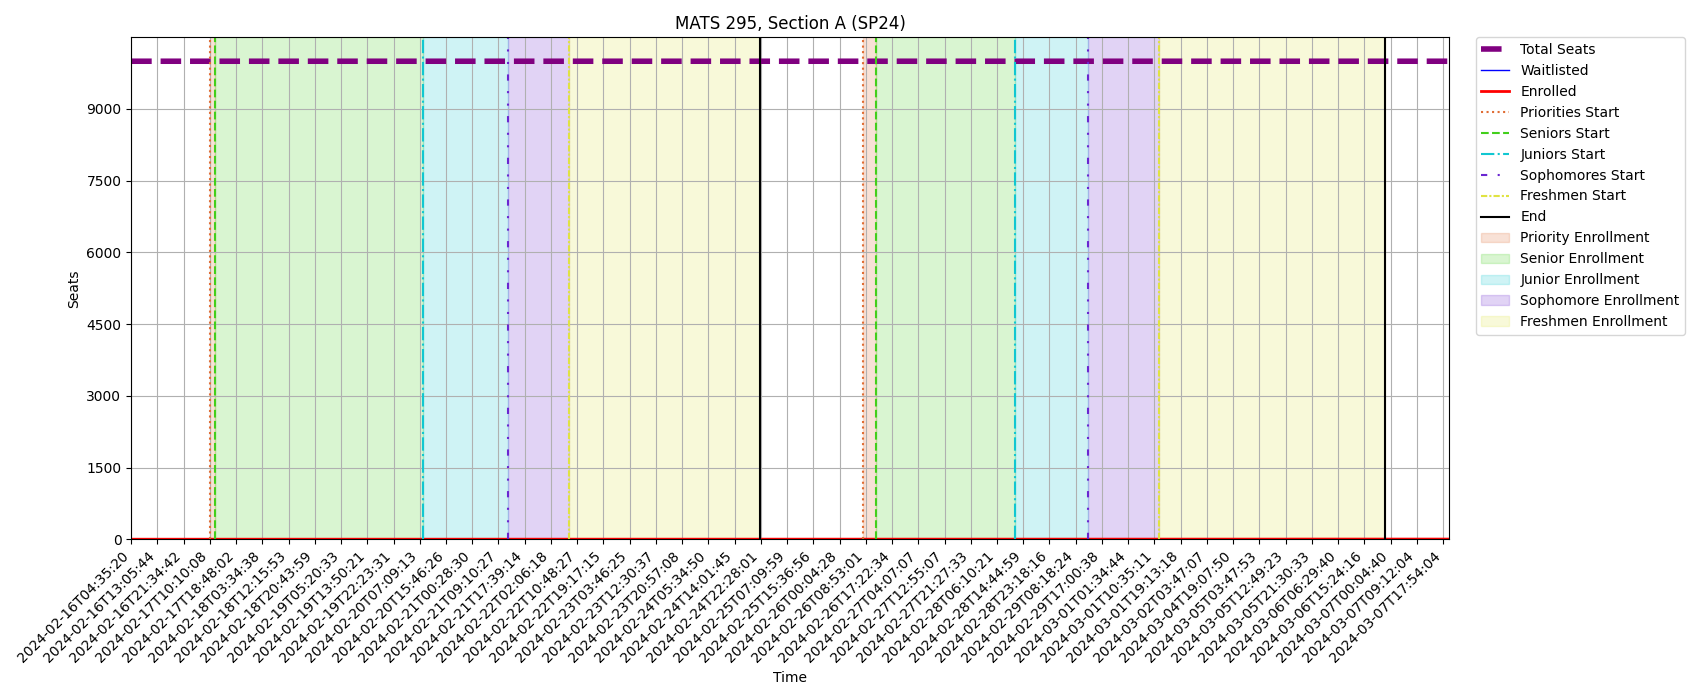 MATS 295, Section A (SP24)
Total Seats
Waitlisted
Enrolled
Priorities Start
Seniors Start
Juniors Start
Sophomores Start
Freshmen Start
End
Priority Enrollment
Senior Enrollment
Junior Enrollment
Sophomore Enrollment
Freshmen Enrollment
Seats
9000
7500
6000
4500
3000
1500
0
2024-02-16T04:35:20
2024-02-16T13:05:44
2024-02-16T21:34:42
2024-02-17T10:10:08
2024-02-17T18:48:02
2024-02-18T03:34:38
2024-02-18T12:15:53
2024-02-18T20:43:59
2024-02-19T05:20:33
2024-02-19T13:50:21
2024-02-19T22:23:31
2024-02-20T07:09:13
2024-02-20T15:46:26
2024-02-21T00:28:30
2024-02-21T09:10:27
2024-02-21T17:39:14
2024-02-22T02:06:18
2024-02-22T10:48:27
2024-02-22T19:17:15
2024-02-23T03:46:25
2024-02-23T12:30:37
2024-02-23T20:57:08
2024-02-24T05:34:50
2024-02-24T14:01:45
2024-02-24T22:28:01
2024-02-25T07:09:59
2024-02-25T15:36:56
2024-02-26T00:04:28
2024-02-26T08:53:01
2024-02-26T17:22:34
2024-02-27T04:07:07
2024-02-27T12:55:07
2024-02-27T21:27:33
2024-02-28T06:10:21
2024-02-28T14:44:59
2024-02-28T23:18:16
2024-02-29T08:18:24
2024-02-29T17:00:38
2024-03-01T01:34:44
2024-03-01T10:35:11
2024-03-01T19:13:18
2024-03-02T03:47:07
2024-03-04T19:07:50
2024-03-05T03:47:53
2024-03-05T12:49:23
2024-03-05T21:30:33
2024-03-06T06:29:40
2024-03-06T15:24:16
2024-03-07T00:04:40
2024-03-07T09:12:04
2024-03-07T17:54:04
Time